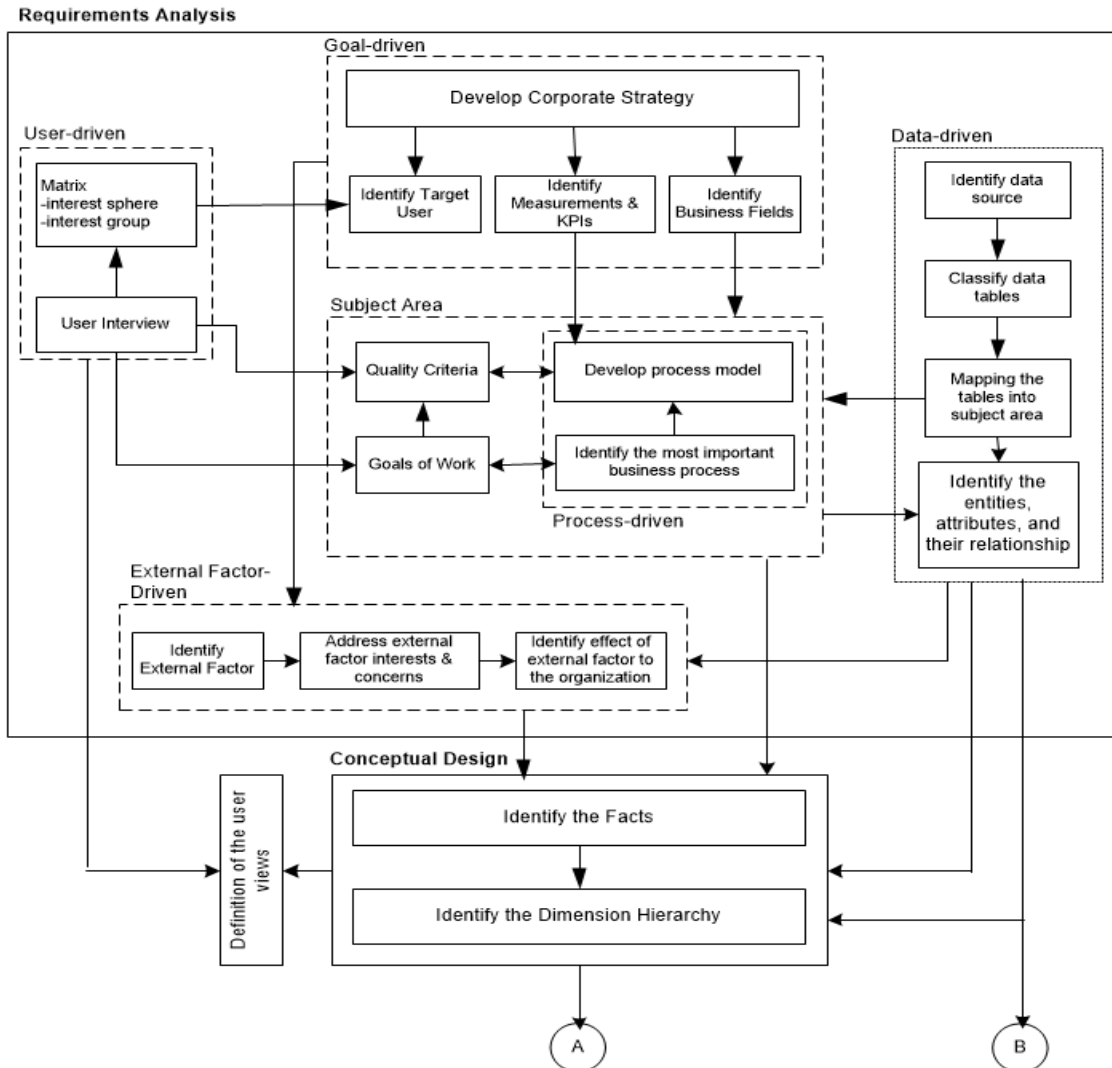 Requirements Analysis
Goal-driven
Develop Corporate Strategy
User-driven
Data-driven
Matrix
-interest sphere
-interest group
Identify Target
User
Identify
Measurements &
KPIs
Identify
Business Fields
Identify data
source
Classify data
tables
User Interview
Subject Area
Quality Criteria
Develop process model
Mapping the
tables into
subject area
Goals of Work
Identify the most important
business process
Process-driven
Identify the
entities,
attributes, and
their relationship
External Factor-
Driven
Identify
External Factor
Address external
factor interests &
concerns
Identify effect of
external factor to
the organization
Conceptual Design
Definition of the user
views
Identify the Facts
Identify the Dimension Hierarchy
A
B